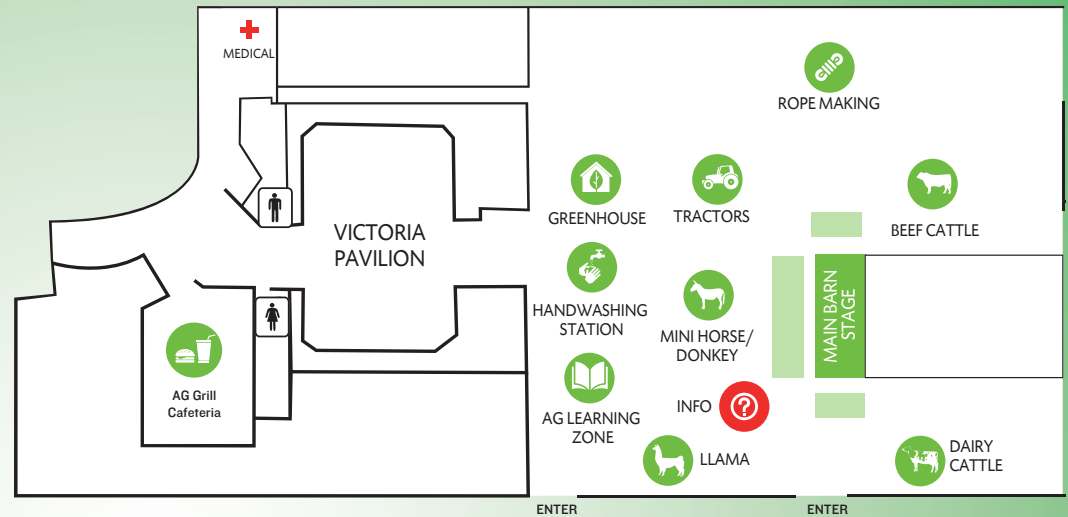 MEDICAL
ROPE MAKING
GREENHOUSE
TRACTORS
BEEF CATTLE
VICTORIA
PAVILION
HANDWASHING
STATION
MINI HORSE/
DONKEY
MAIN BARN
STAGE
AG Grill
Cafeteria
AG LEARNING
ZONE
INFO
?
LLAMA
DAIRY
CATTLE
ENTER
ENTER